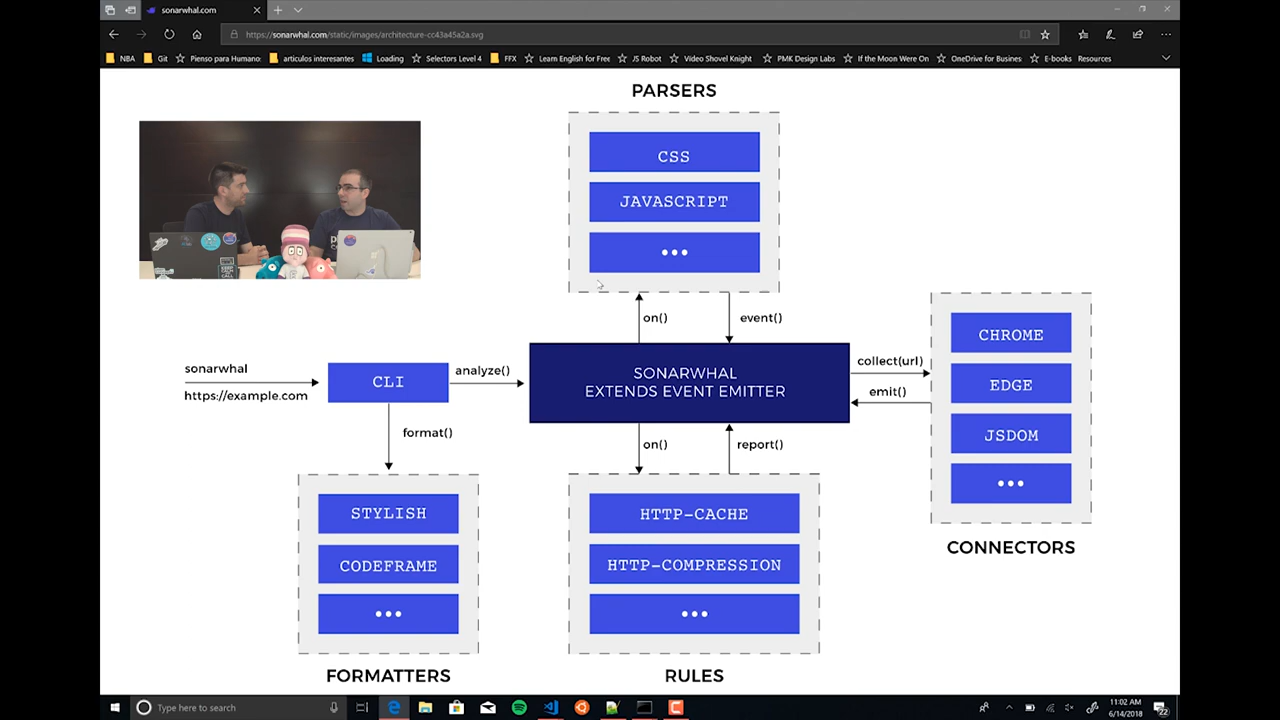 sonarwhal.com
https://sonarwhal.com/static/images/architecture-cc43a45a2a.svg
NBA
Git
Pienso para Humano:
articulos interesantes
Loading
Selectors Level 4
FFX
Learn English for Free
JS Robot
Video Shovel Knight
PMK Design Labs
If the Moon Were On
OneDrive for Busines
E-books
Resources
PARSERS
CSS
JAVASCRIPT
...
on()
event()
sonarwhal
https://example.com
CLI
analyze()
SONARWHAL
EXTENDS EVENT EMITTER
collect(url)
emit()
CHROME
EDGE
JSDOM
...
CONNECTORS
format()
on()
report()
STYLISH
CODEFRAME
...
FORMATTERS
HTTP-CACHE
HTTP-COMPRESSION
...
RULES
Type here to search
11:02 AM
6/14/2018
22